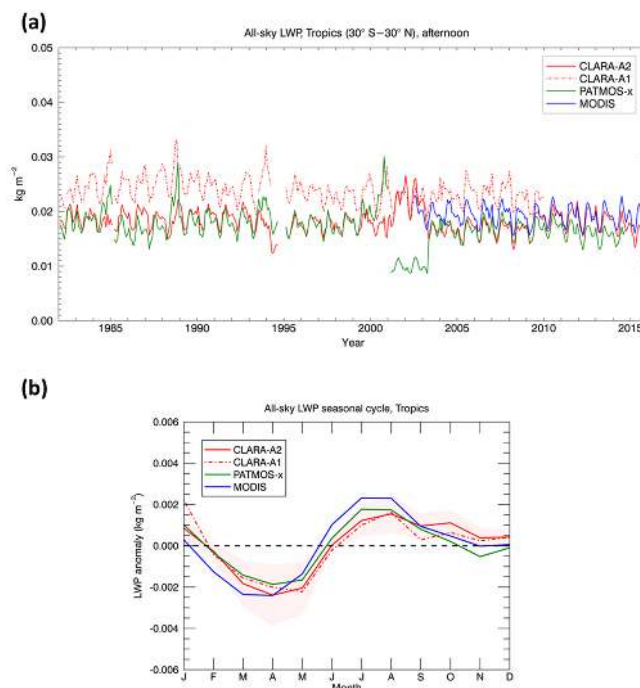 (a)
All-sky LWP, Tropics (30° S−30° N), afternoon
0.05
0.04
0.03
0.02
0.01
0.00
kg m⁻²
CLARA-A2
CLARA-A1
PATMOS-x
MODIS
1985 1990 1995 2000 2005 2010 2015
Year
(b)
All-sky LWP seasonal cycle, Tropics
0.006
0.004
0.002
0.000
-0.002
-0.004
-0.006
LWP anomaly (kg m⁻²)
CLARA-A2
CLARA-A1
PATMOS-x
MODIS
J F M A M J J A S O N D
Month